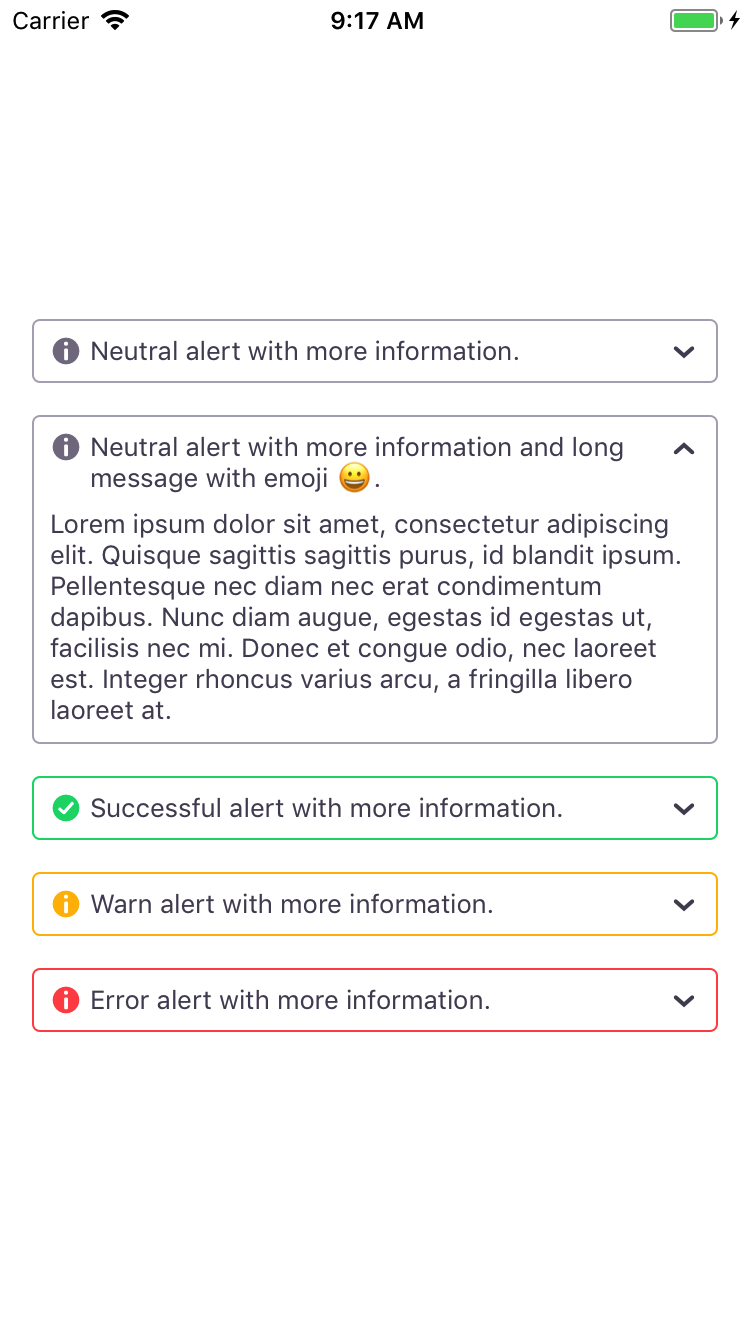 Carrier 9:17 AM
Neutral alert with more information.
Neutral alert with more information and long
message with emoji 😀.
Lorem ipsum dolor sit amet, consectetur adipiscing
elit. Quisque sagittis sagittis purus, id blandit ipsum.
Pellentesque nec diam nec erat condimentum
dapibus. Nunc diam augue, egestas id egestas ut,
facilisis nec mi. Donec et congue odio, nec laoreet
est. Integer rhoncus varius arcu, a fringilla libero
laoreet at.
Successful alert with more information.
Warn alert with more information.
Error alert with more information.